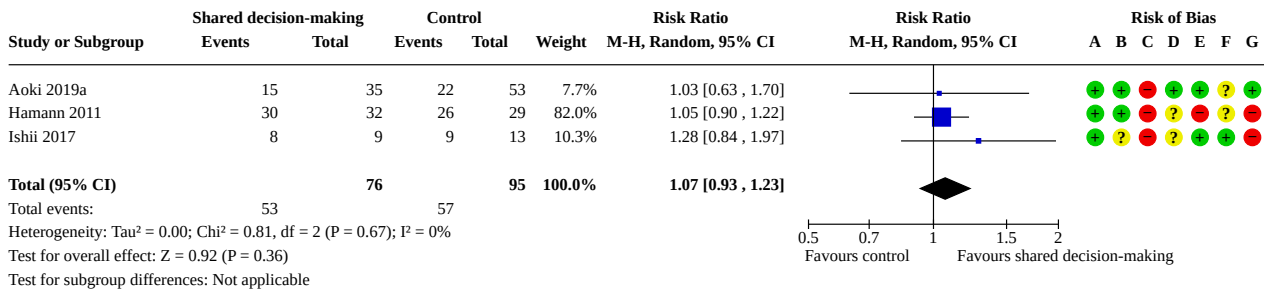 Shared decision-making Control Risk Ratio Risk Ratio Risk of Bias
Study or Subgroup Events Total Events Total Weight M-H, Random, 95% CI M-H, Random, 95% CI A B C D E F G
Aoki 2019a 15 35 22 53 7.7% 1.03 [0.63 , 1.70] + + − + + ? +
Hamann 2011 30 32 26 29 82.0% 1.05 [0.90 , 1.22] + + − ? − ? −
Ishii 2017 8 9 9 13 10.3% 1.28 [0.84 , 1.97] + ? − ? + + −
Total (95% CI) 76 95 100.0% 1.07 [0.93 , 1.23]
Total events: 53 57
Heterogeneity: Tau² = 0.00; Chi² = 0.81, df = 2 (P = 0.67); I² = 0%
0.5 0.7 1 1.5 2
Test for overall effect: Z = 0.92 (P = 0.36)
Favours control Favours shared decision-making
Test for subgroup differences: Not applicable